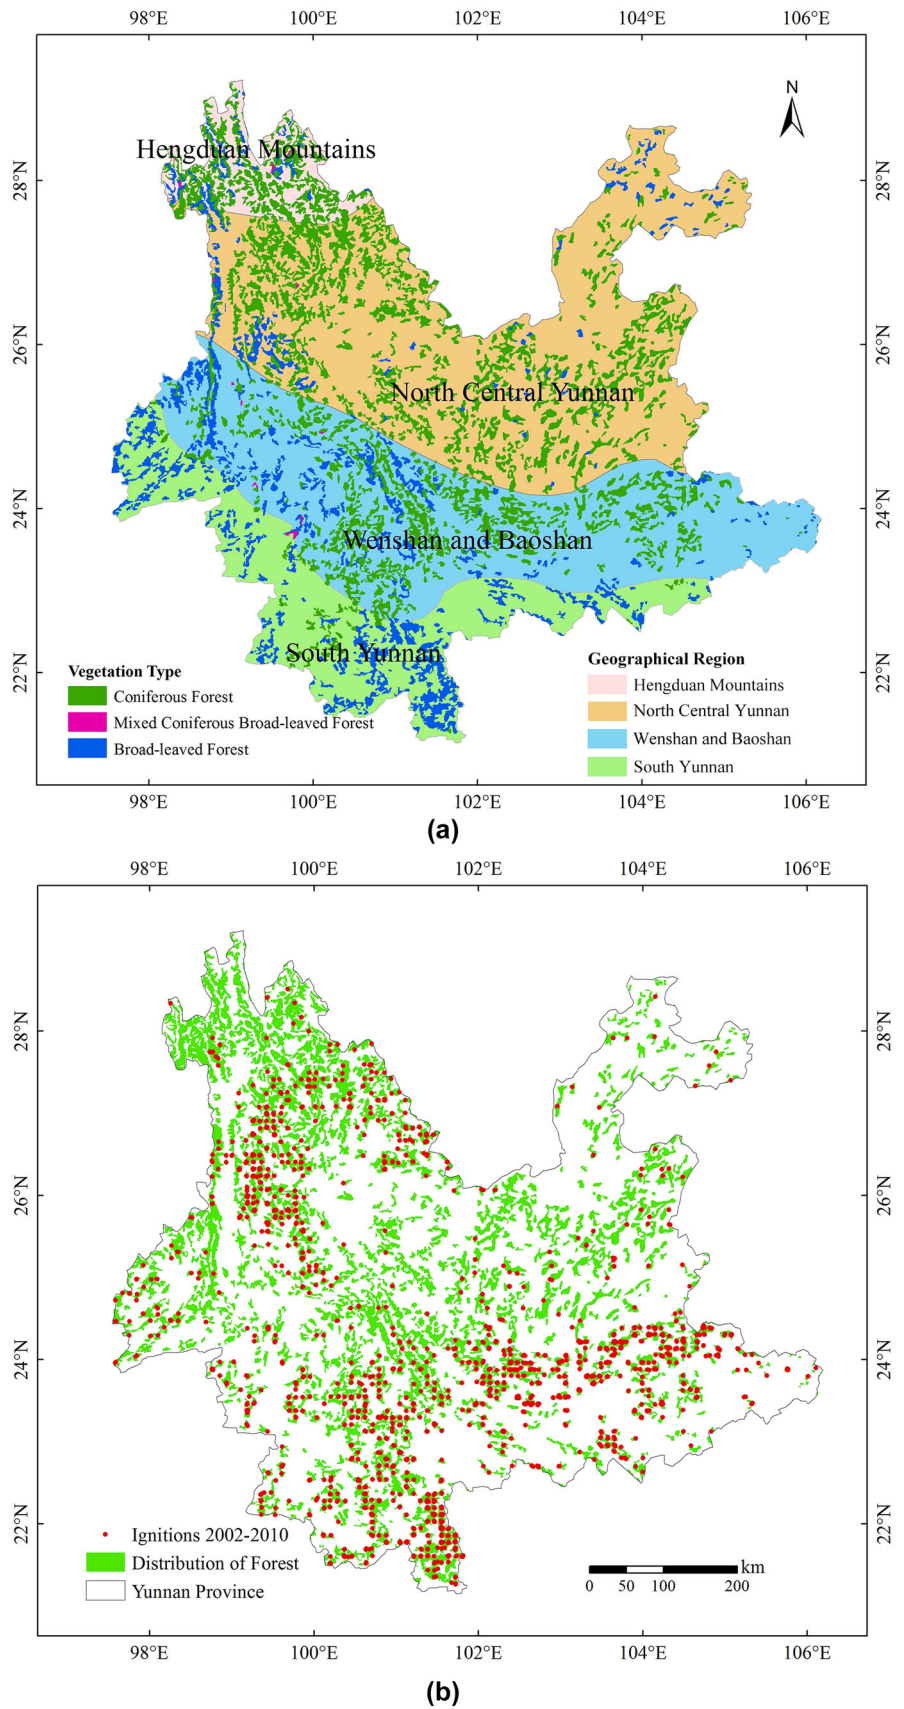 98°E 100°E 102°E 104°E 106°E
N
Hengduan Mountains
28°N 28°N
26°N 26°N
North Central Yunnan
24°N 24°N
Wenshan and Baoshan
South Yunnan
22°N 22°N
Vegetation Type
Coniferous Forest
Mixed Coniferous Broad-leaved Forest
Broad-leaved Forest
Geographical Region
Hengduan Mountains
North Central Yunnan
Wenshan and Baoshan
South Yunnan
98°E 100°E 102°E 104°E 106°E
(a)
98°E 100°E 102°E 104°E 106°E
28°N 28°N
26°N 26°N
24°N 24°N
22°N 22°N
Ignitions 2002-2010
Distribution of Forest
Yunnan Province
km
0 50 100 200
98°E 100°E 102°E 104°E 106°E
(b)